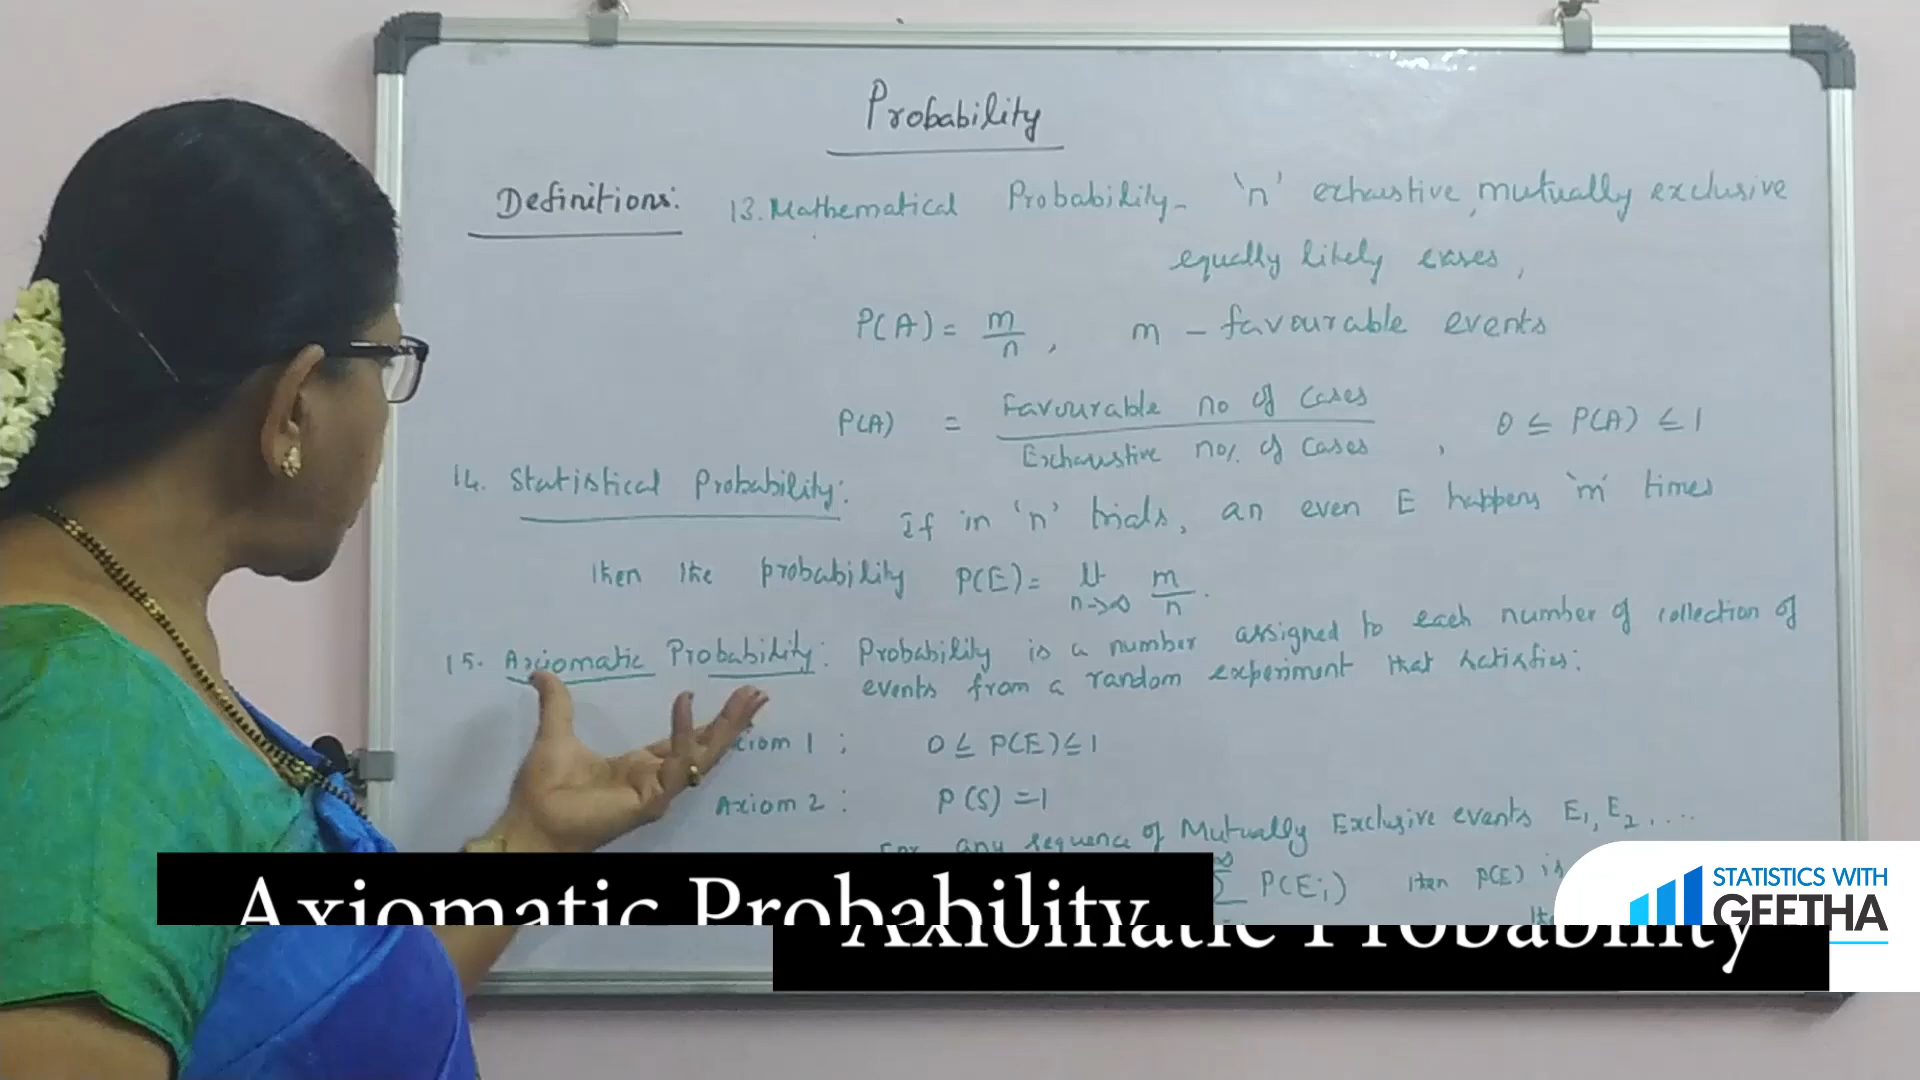 Probability
Definitions:
13. Mathematical Probability- 'n' exhaustive, mutually exclusive
equally likely cases,
P(A) = m/n , m - favourable events
P(A) = Favourable no of cases / Exhaustive no/. of cases , 0 ≤ P(A) ≤ 1
14. Statistical Probability:
If in 'n' trials, an even E happens 'm' times
then the probability P(E) = lt n->∞ m/n.
15. Axiomatic Probability: Probability is a number assigned to each number of collection of
events from a random experiment that satisfies:
xiom 1 : 0 ≤ P(E) ≤ 1
Axiom 2 : P(S) = 1
For any sequence of Mutually Exclusive events E1, E2, ....
∑ P(Ei) then P(E) is
Axiomatic Probability
Axiomatic Probability
STATISTICS WITH
GEETHA